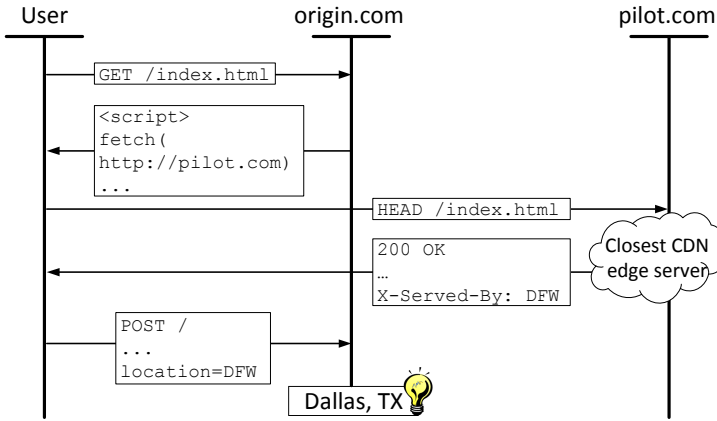 User
origin.com
pilot.com
GET /index.html
<script>
fetch(
http://pilot.com)
...
HEAD /index.html
200 OK
…
X-Served-By: DFW
Closest CDN
edge server
POST /
...
location=DFW
Dallas, TX